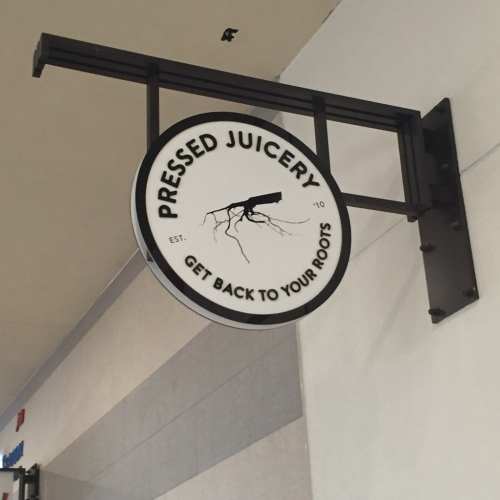 PRESSED JUICERY
EST. '10
GET BACK TO YOUR ROOTS